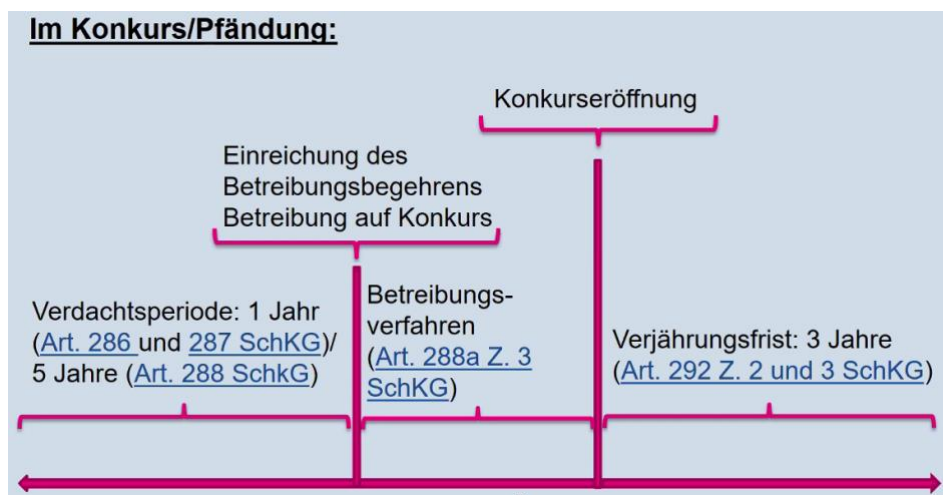 Im Konkurs/Pfändung:
Konkurseröffnung
Einreichung des
Betreibungsbegehrens
Betreibung auf Konkurs
Verdachtsperiode: 1 Jahr
(Art. 286 und 287 SchKG)/
5 Jahre (Art. 288 SchkG)
Betreibungs-
verfahren
(Art. 288a Z. 3
SchKG)
Verjährungsfrist: 3 Jahre
(Art. 292 Z. 2 und 3 SchKG)